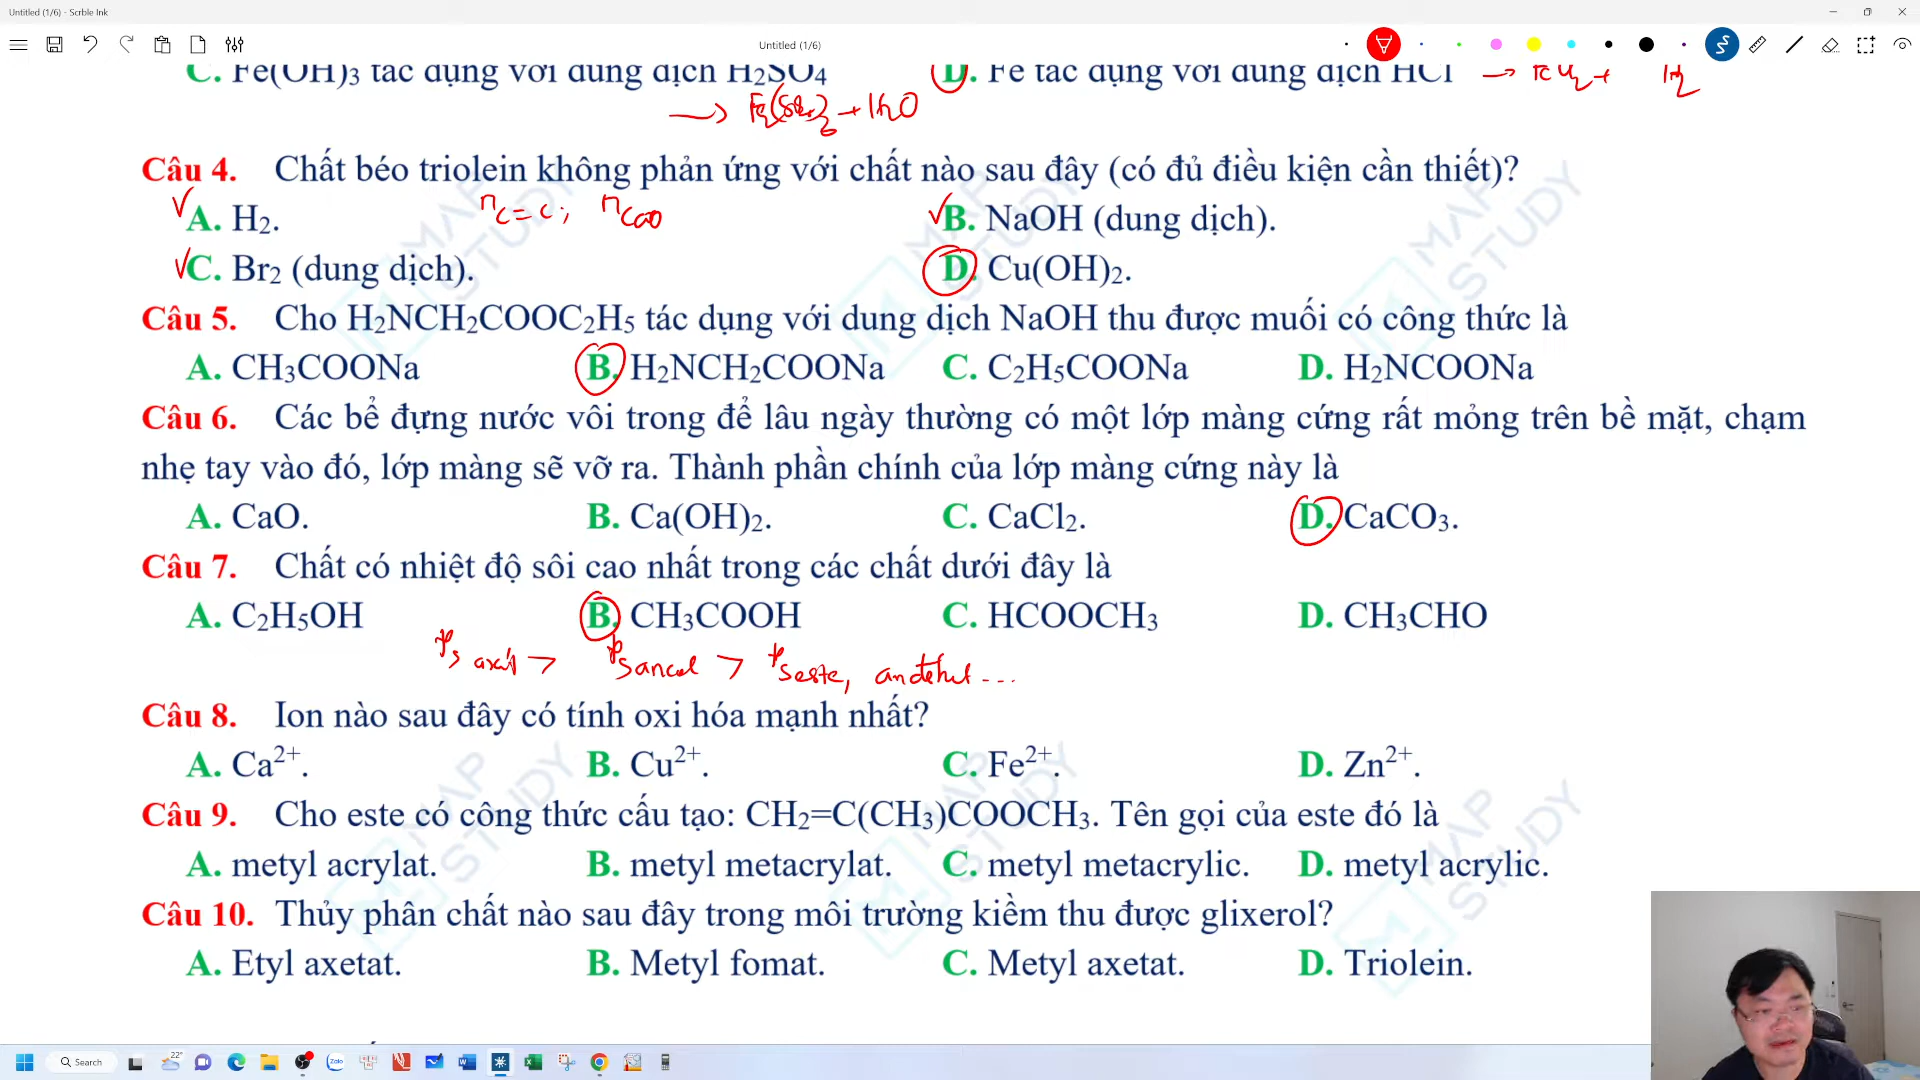 Untitled (1/6) - Scrble Ink
Untitled (1/6)
C. Fe(OH)3 tác dụng với dung dịch H2SO4 D. Fe tác dụng với dung dịch HCl
Câu 4. Chất béo triolein không phản ứng với chất nào sau đây (có đủ điều kiện cần thiết)?
A. H2. B. NaOH (dung dịch).
C. Br2 (dung dịch). D. Cu(OH)2.
Câu 5. Cho H2NCH2COOC2H5 tác dụng với dung dịch NaOH thu được muối có công thức là
A. CH3COONa B. H2NCH2COONa C. C2H5COONa D. H2NCOONa
Câu 6. Các bể đựng nước vôi trong để lâu ngày thường có một lớp màng cứng rất mỏng trên bề mặt, chạm
nhẹ tay vào đó, lớp màng sẽ vỡ ra. Thành phần chính của lớp màng cứng này là
A. CaO. B. Ca(OH)2. C. CaCl2. D. CaCO3.
Câu 7. Chất có nhiệt độ sôi cao nhất trong các chất dưới đây là
A. C2H5OH B. CH3COOH C. HCOOCH3 D. CH3CHO
Câu 8. Ion nào sau đây có tính oxi hóa mạnh nhất?
A. Ca2+. B. Cu2+. C. Fe2+. D. Zn2+.
Câu 9. Cho este có công thức cấu tạo: CH2=C(CH3)COOCH3. Tên gọi của este đó là
A. metyl acrylat. B. metyl metacrylat. C. metyl metacrylic. D. metyl acrylic.
Câu 10. Thủy phân chất nào sau đây trong môi trường kiềm thu được glixerol?
A. Etyl axetat. B. Metyl fomat. C. Metyl axetat. D. Triolein.
MAP STUDY
22°
Search
Zalo